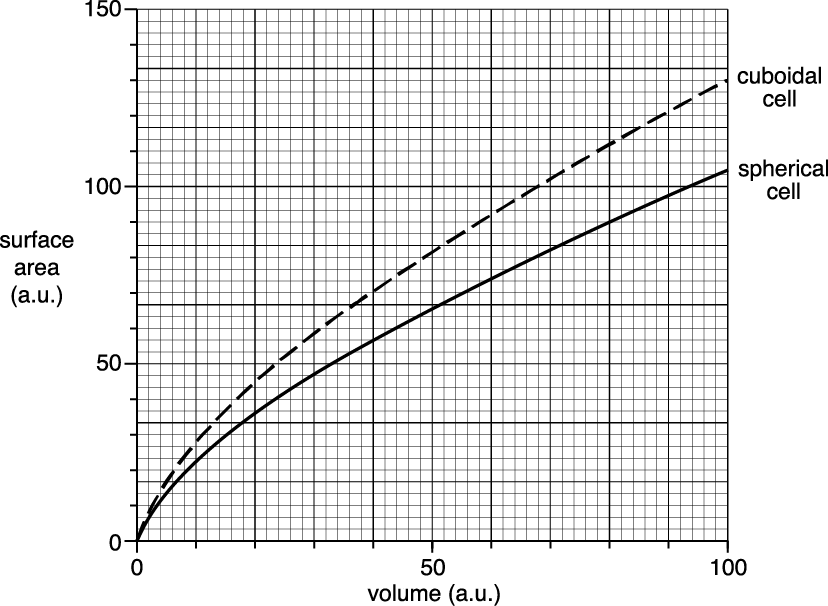 150
cuboidal
cell
spherical
cell
100
surface
area
(a.u.)
50
0
0
50
100
volume (a.u.)